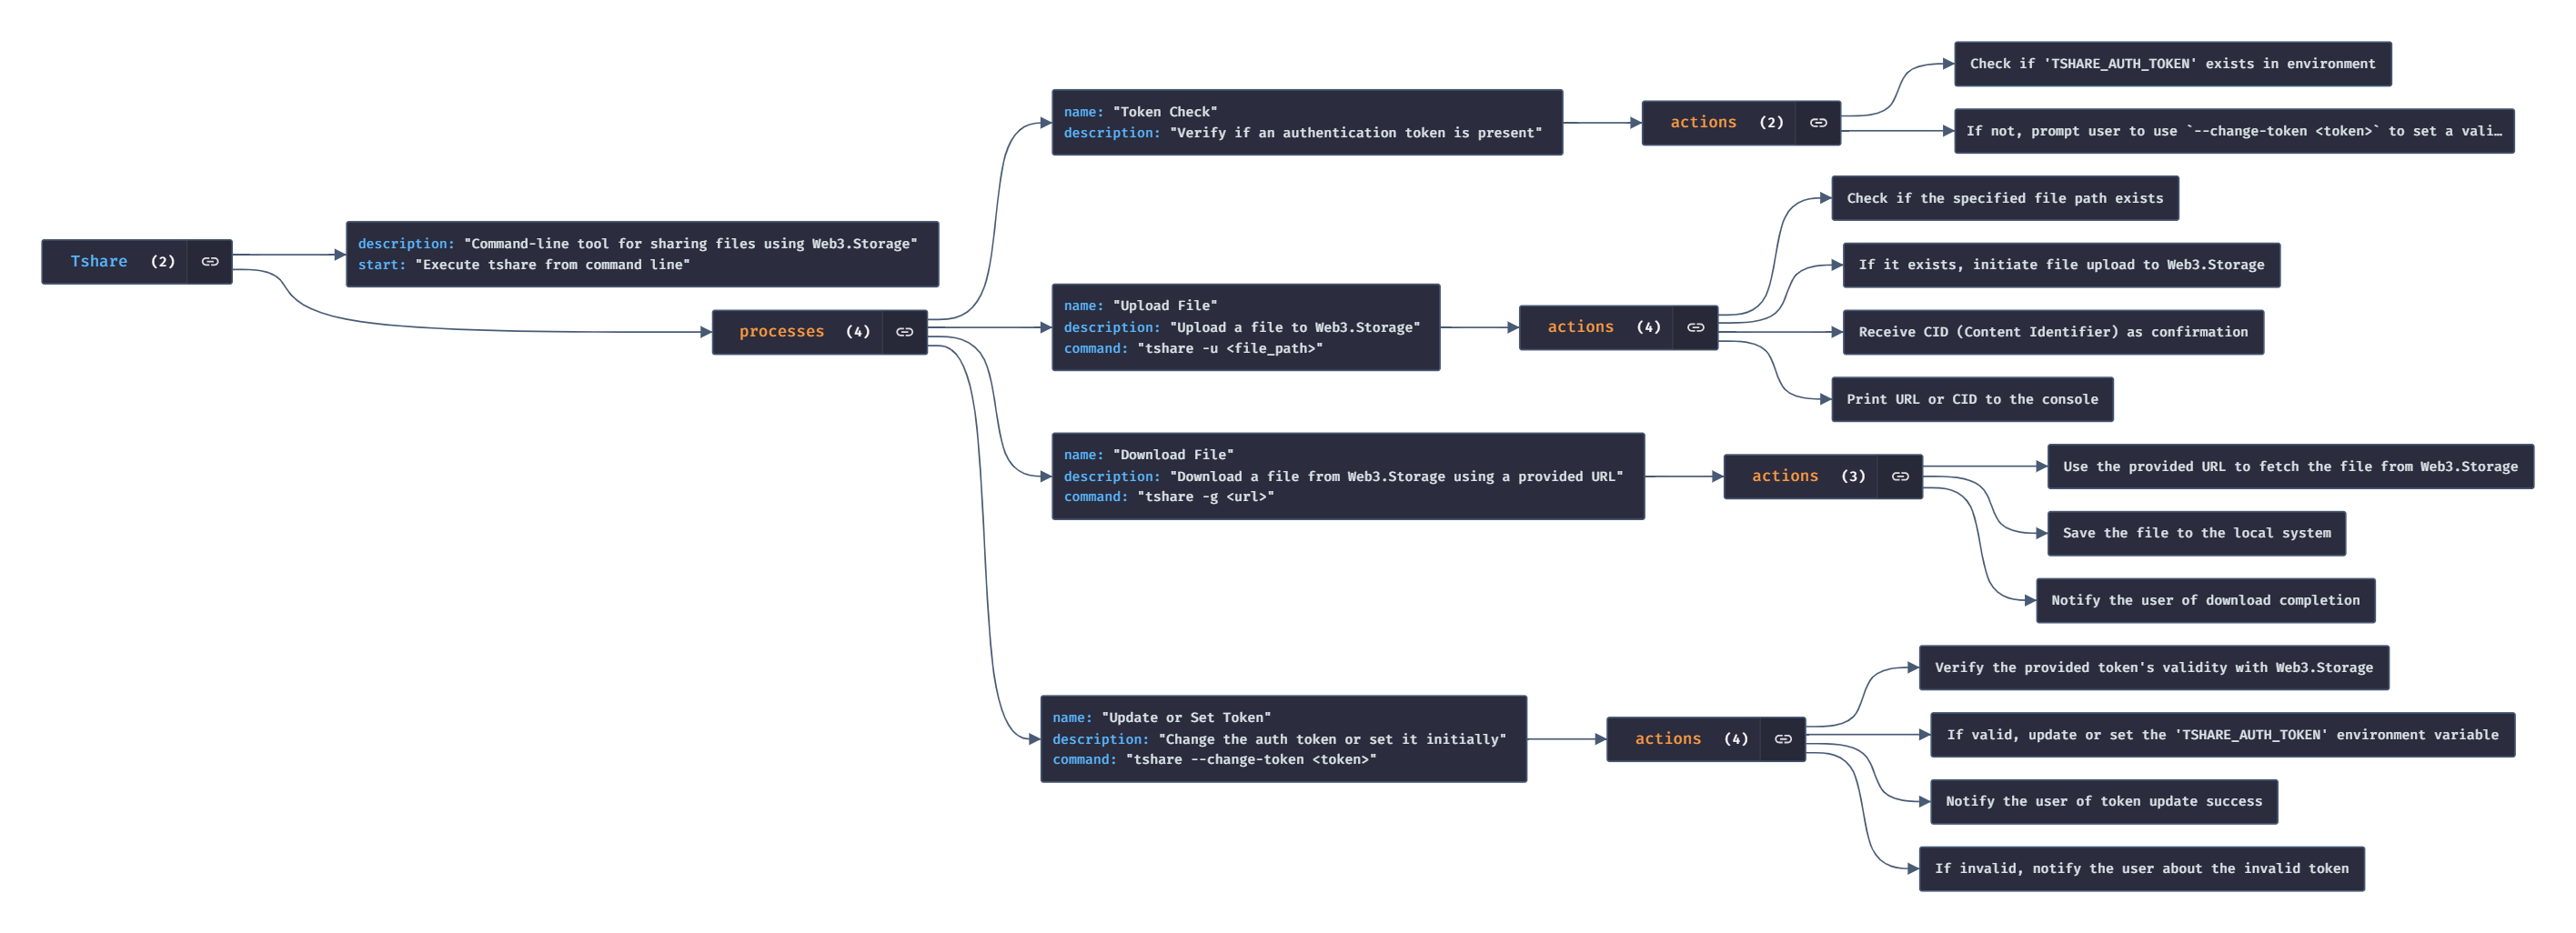 Tshare (2)
description: "Command-line tool for sharing files using Web3.Storage"
start: "Execute tshare from command line"
processes (4)
name: "Token Check"
description: "Verify if an authentication token is present"
actions (2)
Check if 'TSHARE_AUTH_TOKEN' exists in environment
If not, prompt user to use `--change-token <token>` to set a vali…
name: "Upload File"
description: "Upload a file to Web3.Storage"
command: "tshare -u <file_path>"
actions (4)
Check if the specified file path exists
If it exists, initiate file upload to Web3.Storage
Receive CID (Content Identifier) as confirmation
Print URL or CID to the console
name: "Download File"
description: "Download a file from Web3.Storage using a provided URL"
command: "tshare -g <url>"
actions (3)
Use the provided URL to fetch the file from Web3.Storage
Save the file to the local system
Notify the user of download completion
name: "Update or Set Token"
description: "Change the auth token or set it initially"
command: "tshare --change-token <token>"
actions (4)
Verify the provided token's validity with Web3.Storage
If valid, update or set the 'TSHARE_AUTH_TOKEN' environment variable
Notify the user of token update success
If invalid, notify the user about the invalid token